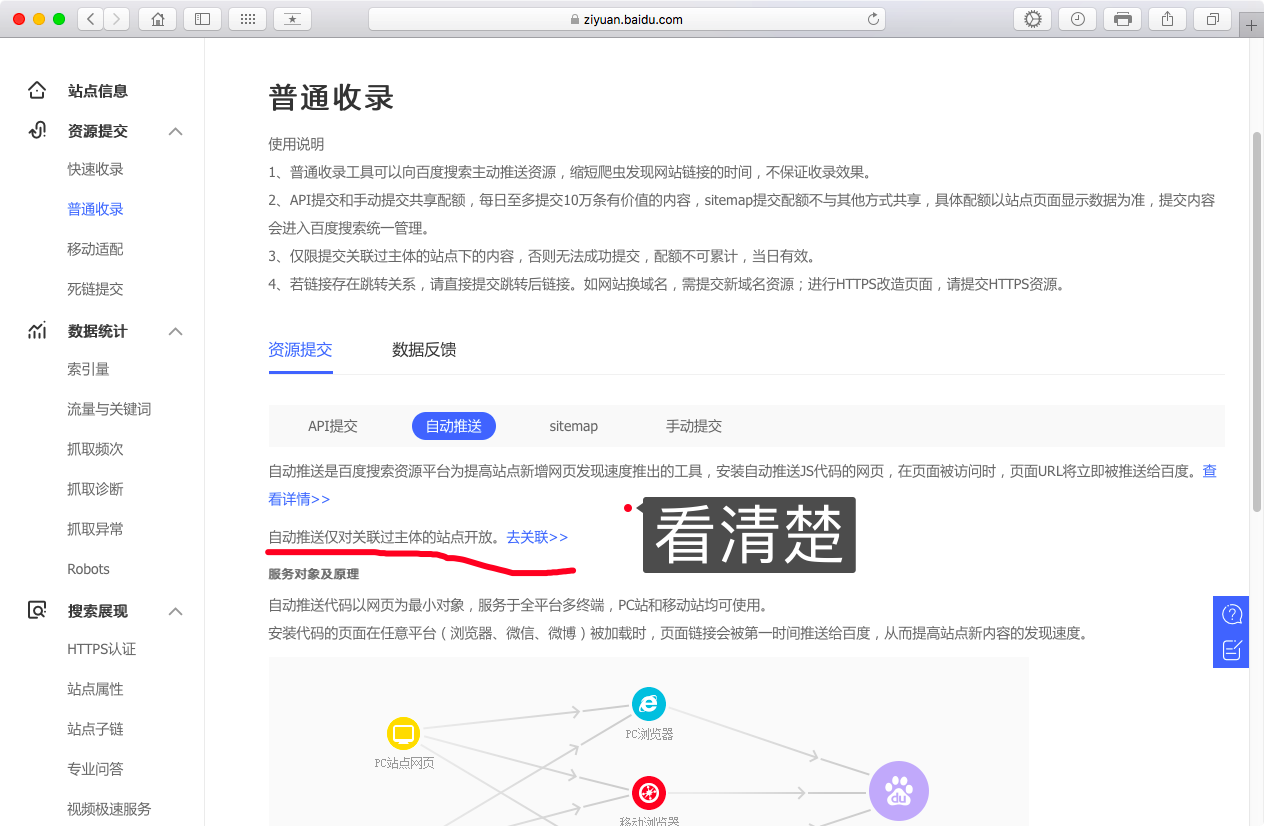 ziyuan.baidu.com
站点信息
资源提交
快速收录
普通收录
移动适配
死链提交
数据统计
索引量
流量与关键词
抓取频次
抓取诊断
抓取异常
Robots
搜索展现
HTTPS认证
站点属性
站点子链
专业问答
视频极速服务
普通收录
使用说明
1、普通收录工具可以向百度搜索主动推送资源，缩短爬虫发现网站链接的时间，不保证收录效果。
2、API提交和手动提交共享配额，每日至多提交10万条有价值的内容，sitemap提交配额不与其他方式共享，具体配额以站点页面显示数据为准，提交内容
会进入百度搜索统一管理。
3、仅限提交关联过主体的站点下的内容，否则无法成功提交，配额不可累计，当日有效。
4、若链接存在跳转关系，请直接提交跳转后链接。如网站换域名，需提交新域名资源；进行HTTPS改造页面，请提交HTTPS资源。
资源提交 数据反馈
API提交 自动推送 sitemap 手动提交
自动推送是百度搜索资源平台为提高站点新增网页发现速度推出的工具，安装自动推送JS代码的网页，在页面被访问时，页面URL将立即被推送给百度。查
看详情>>
自动推送仅对关联过主体的站点开放。去关联>>
看清楚
服务对象及原理
自动推送代码以网页为最小对象，服务于全平台多终端，PC站和移动站均可使用。
安装代码的页面在任意平台（浏览器、微信、微博）被加载时，页面链接会被第一时间推送给百度，从而提高站点新内容的发现速度。
PC浏览器
PC站点网页
du
移动浏览器